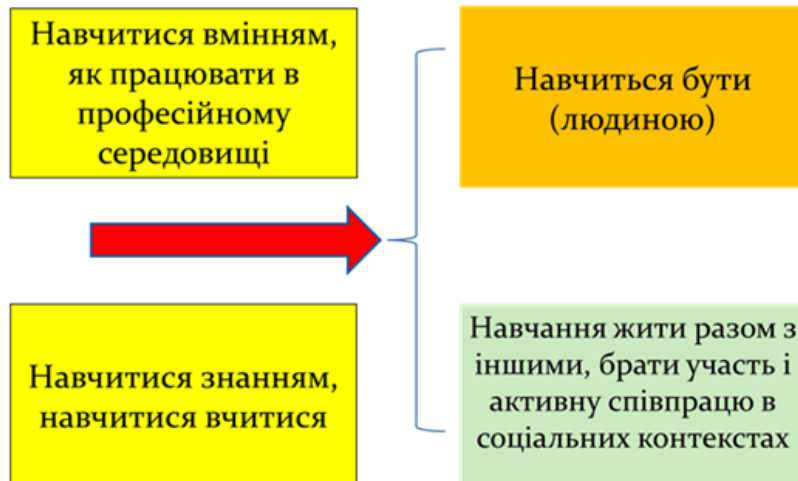 Навчитися вмінням,
як працювати в
професійному
середовищі
Навчиться бути
(людиною)
Навчитися знанням,
навчитися вчитися
Навчання жити разом з
іншими, брати участь і
активну співпрацю в
соціальних контекстах